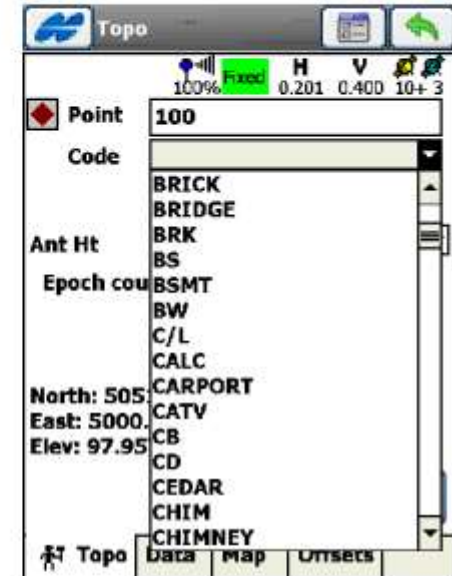 Topo
100% Fixed H 0.201 V 0.400 10+ 3
Point 100
Code
BRICK
BRIDGE
BRK
Ant Ht
BS
Epoch cou
BSMT
BW
C/L
CALC
North: 505
CARPORT
East: 5000.
CATV
Elev: 97.95
CB
CD
CEDAR
CHIM
CHIMNEY
Topo Data Map Offsets